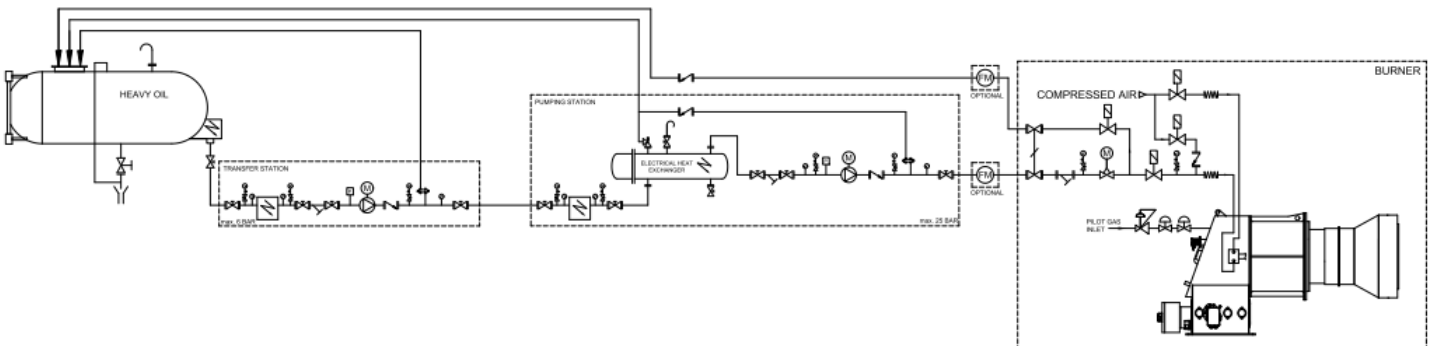 BURNER
HEAVY OIL
FM
OPTIONAL
COMPRESSED AIR
PUMPING STATION
ELECTRICAL HEAT
EXCHANGER
TRANSFER STATION
M
M
M
FM
OPTIONAL
max. 6 BAR
max. 25 BAR
PILOT GAS
INLET